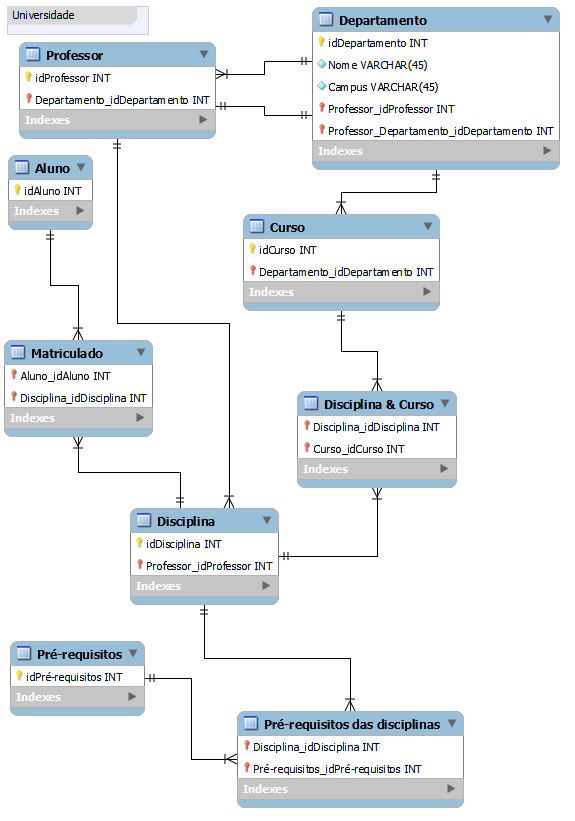 Universidade
Professor
idProfessor INT
Departamento_idDepartamento INT
Indexes
Departamento
idDepartamento INT
Nome VARCHAR(45)
Campus VARCHAR(45)
Professor_idProfessor INT
Professor_Departamento_idDepartamento INT
Indexes
Aluno
idAluno INT
Indexes
Curso
idCurso INT
Departamento_idDepartamento INT
Indexes
Matriculado
Aluno_idAluno INT
Disciplina_idDisciplina INT
Indexes
Disciplina & Curso
Disciplina_idDisciplina INT
Curso_idCurso INT
Indexes
Disciplina
idDisciplina INT
Professor_idProfessor INT
Indexes
Pré-requisitos
idPré-requisitos INT
Indexes
Pré-requisitos das disciplinas
Disciplina_idDisciplina INT
Pré-requisitos_idPré-requisitos INT
Indexes